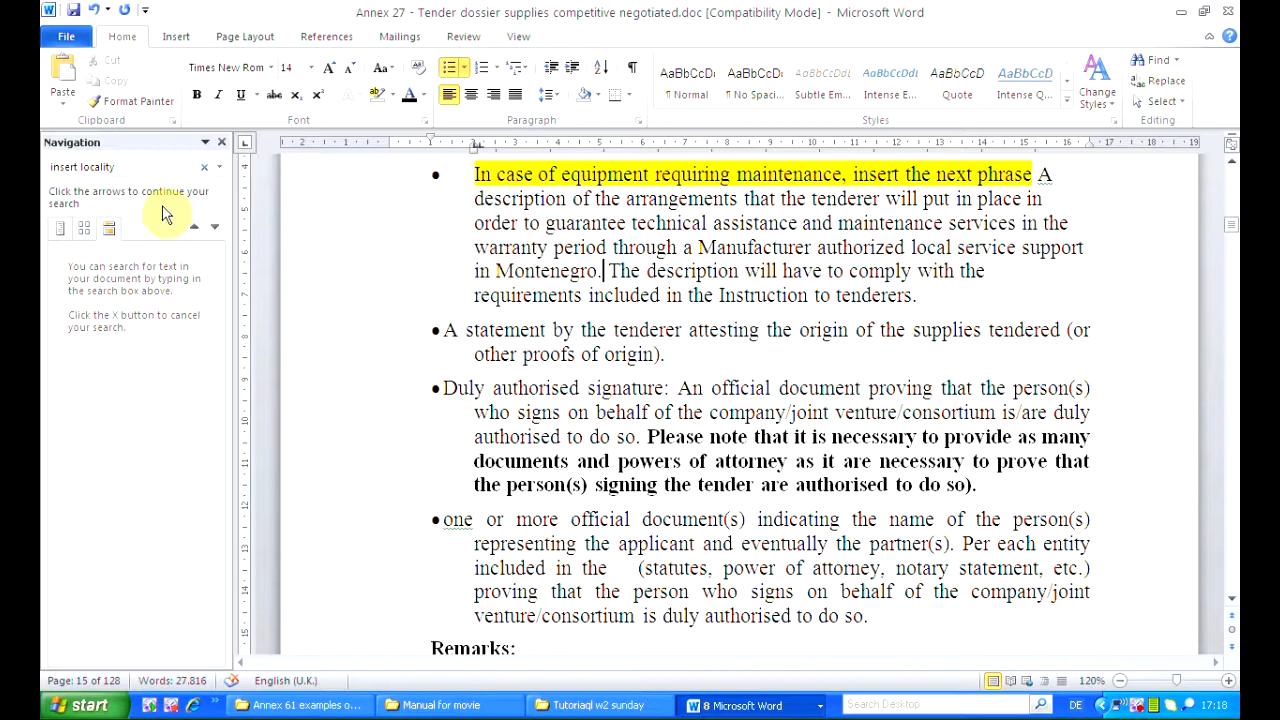 Annex 27 - Tender dossier supplies competitive negotiated.doc [Compatibility Mode] - Microsoft Word
File Home Insert Page Layout References Mailings Review View
Paste
Cut
Copy
Format Painter
Clipboard
Times New Rom 14
B I U abc x₂ x²
Font
Paragraph
AaBbCcDi AaBbCcDi AaBbCcDi AaBbCcDdi AaBbCcDi AaBbCcDi
¶ Normal ¶ No Spaci... Subtle Em... Intense E... Quote Intense Q...
Change Styles
Styles
Find
Replace
Select
Editing
Navigation
insert locality
Click the arrows to continue your
search
You can search for text in
your document by typing in
the search box above.
Click the X button to cancel
your search.
• In case of equipment requiring maintenance, insert the next phrase A
description of the arrangements that the tenderer will put in place in
order to guarantee technical assistance and maintenance services in the
warranty period through a Manufacturer authorized local service support
in Montenegro. The description will have to comply with the
requirements included in the Instruction to tenderers.
• A statement by the tenderer attesting the origin of the supplies tendered (or
other proofs of origin).
• Duly authorised signature: An official document proving that the person(s)
who signs on behalf of the company/joint venture/consortium is/are duly
authorised to do so. Please note that it is necessary to provide as many
documents and powers of attorney as it are necessary to prove that
the person(s) signing the tender are authorised to do so).
• one or more official document(s) indicating the name of the person(s)
representing the applicant and eventually the partner(s). Per each entity
included in the (statutes, power of attorney, notary statement, etc.)
proving that the person who signs on behalf of the company/joint
venture/consortium is duly authorised to do so.
Remarks:
Page: 15 of 128 Words: 27.816 English (U.K.) 120%
start Annex 61 examples o... Manual for movie Tutoriaql w2 sunday 8 Microsoft Word Search Desktop DE 17:18